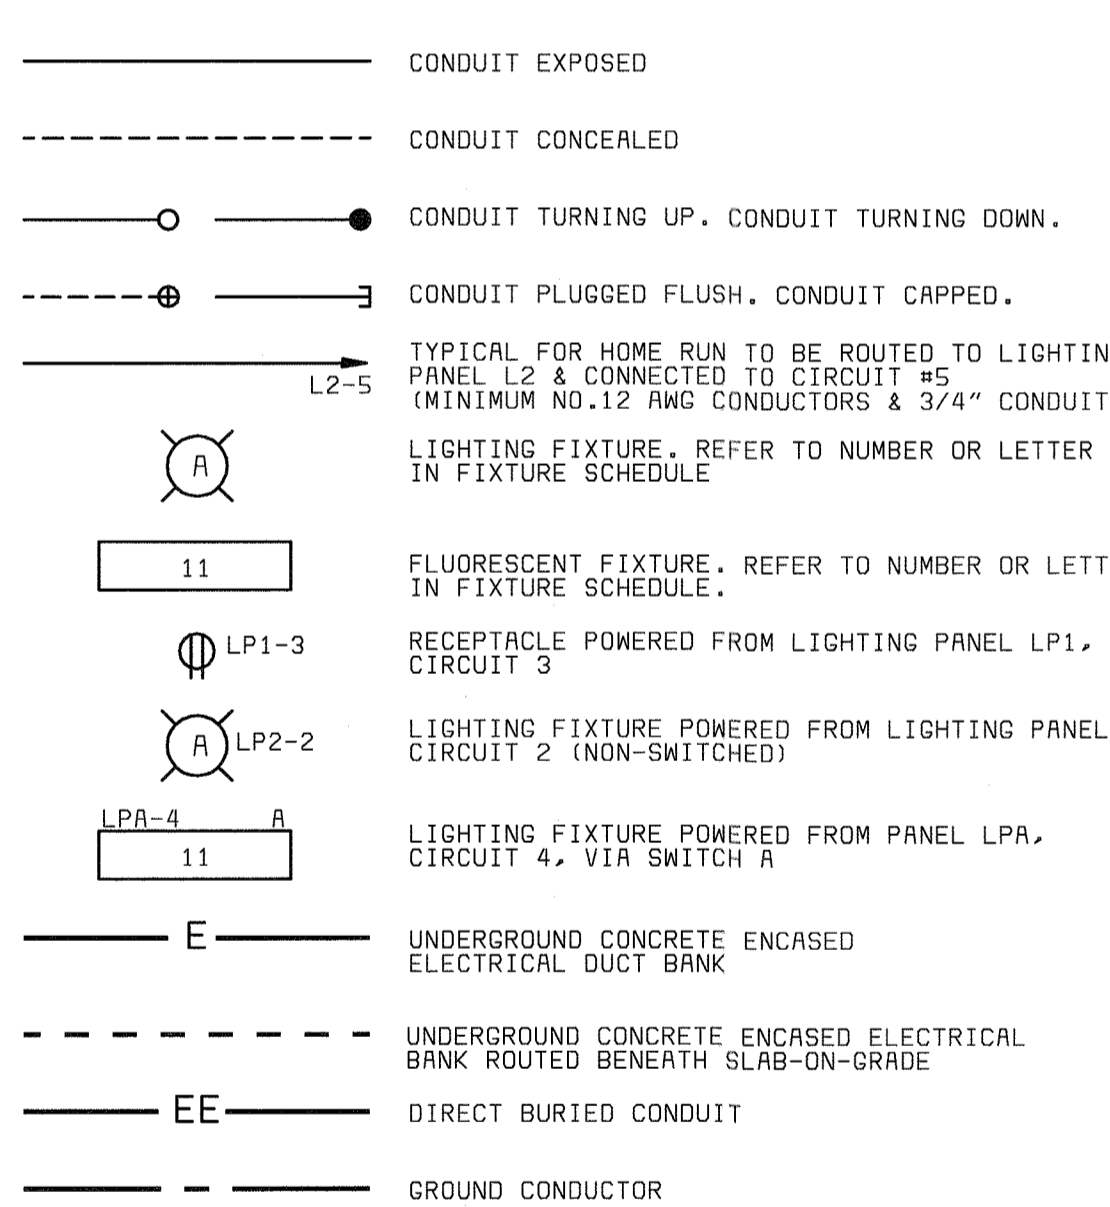 CONDUIT EXPOSED
CONDUIT CONCEALED
CONDUIT TURNING UP. CONDUIT TURNING DOWN.
CONDUIT PLUGGED FLUSH. CONDUIT CAPPED.
L2-5
TYPICAL FOR HOME RUN TO BE ROUTED TO LIGHTIN
PANEL L2 & CONNECTED TO CIRCUIT #5
(MINIMUM NO.12 AWG CONDUCTORS & 3/4" CONDUIT
A
LIGHTING FIXTURE. REFER TO NUMBER OR LETTER
IN FIXTURE SCHEDULE
11
FLUORESCENT FIXTURE. REFER TO NUMBER OR LETT
IN FIXTURE SCHEDULE.
LP1-3
RECEPTACLE POWERED FROM LIGHTING PANEL LP1,
CIRCUIT 3
A LP2-2
LIGHTING FIXTURE POWERED FROM LIGHTING PANEL
CIRCUIT 2 (NON-SWITCHED)
LPA-4 A
11
LIGHTING FIXTURE POWERED FROM PANEL LPA,
CIRCUIT 4, VIA SWITCH A
E
UNDERGROUND CONCRETE ENCASED
ELECTRICAL DUCT BANK
UNDERGROUND CONCRETE ENCASED ELECTRICAL
BANK ROUTED BENEATH SLAB-ON-GRADE
EE
DIRECT BURIED CONDUIT
GROUND CONDUCTOR